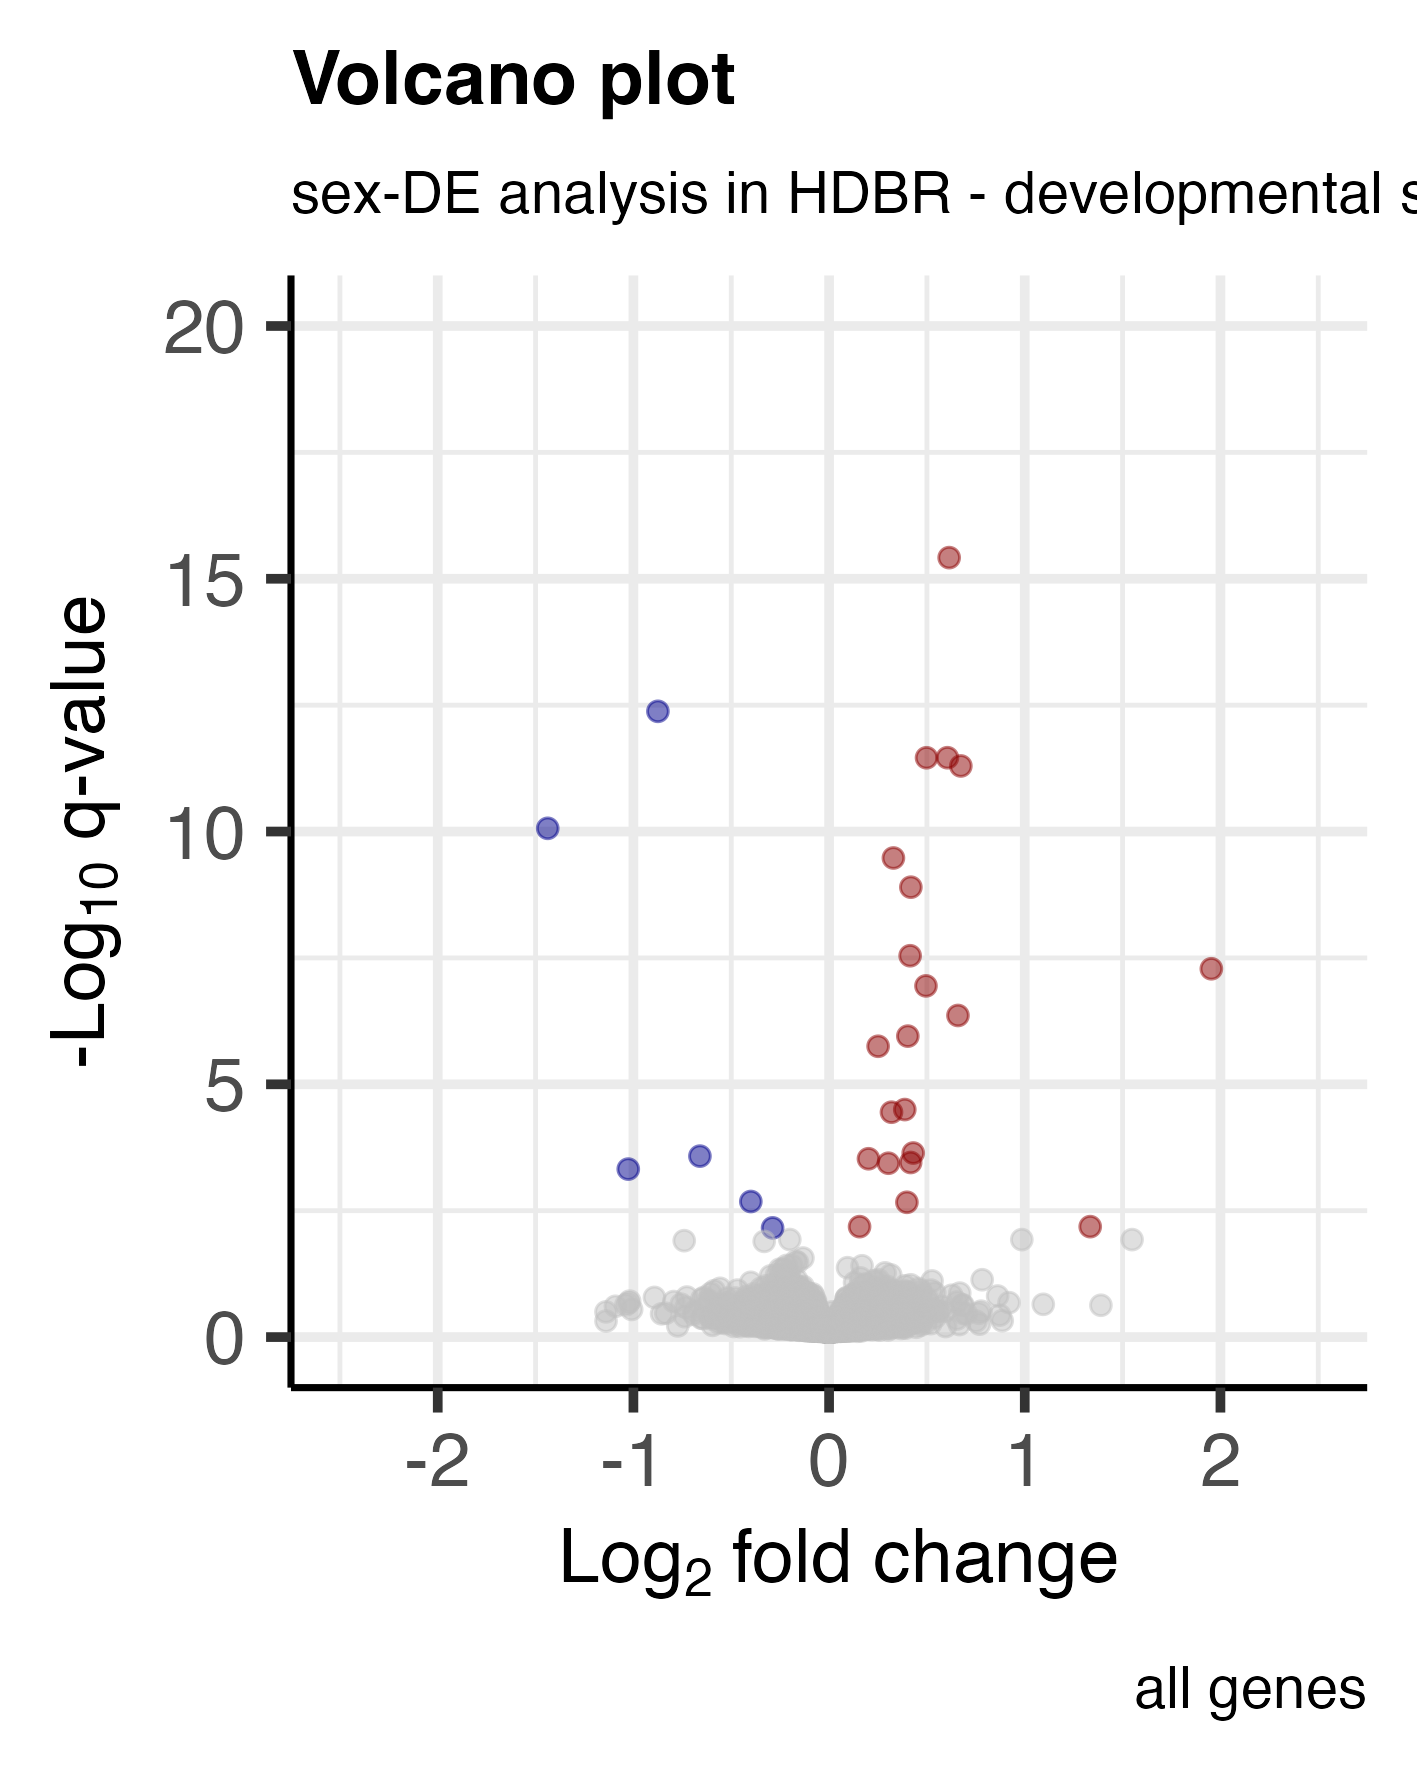 Volcano plot
sex-DE analysis in HDBR - developmental
20
15
10
5
0
-Log10 q-value
-2 -1 0 1 2
Log2 fold change
all genes